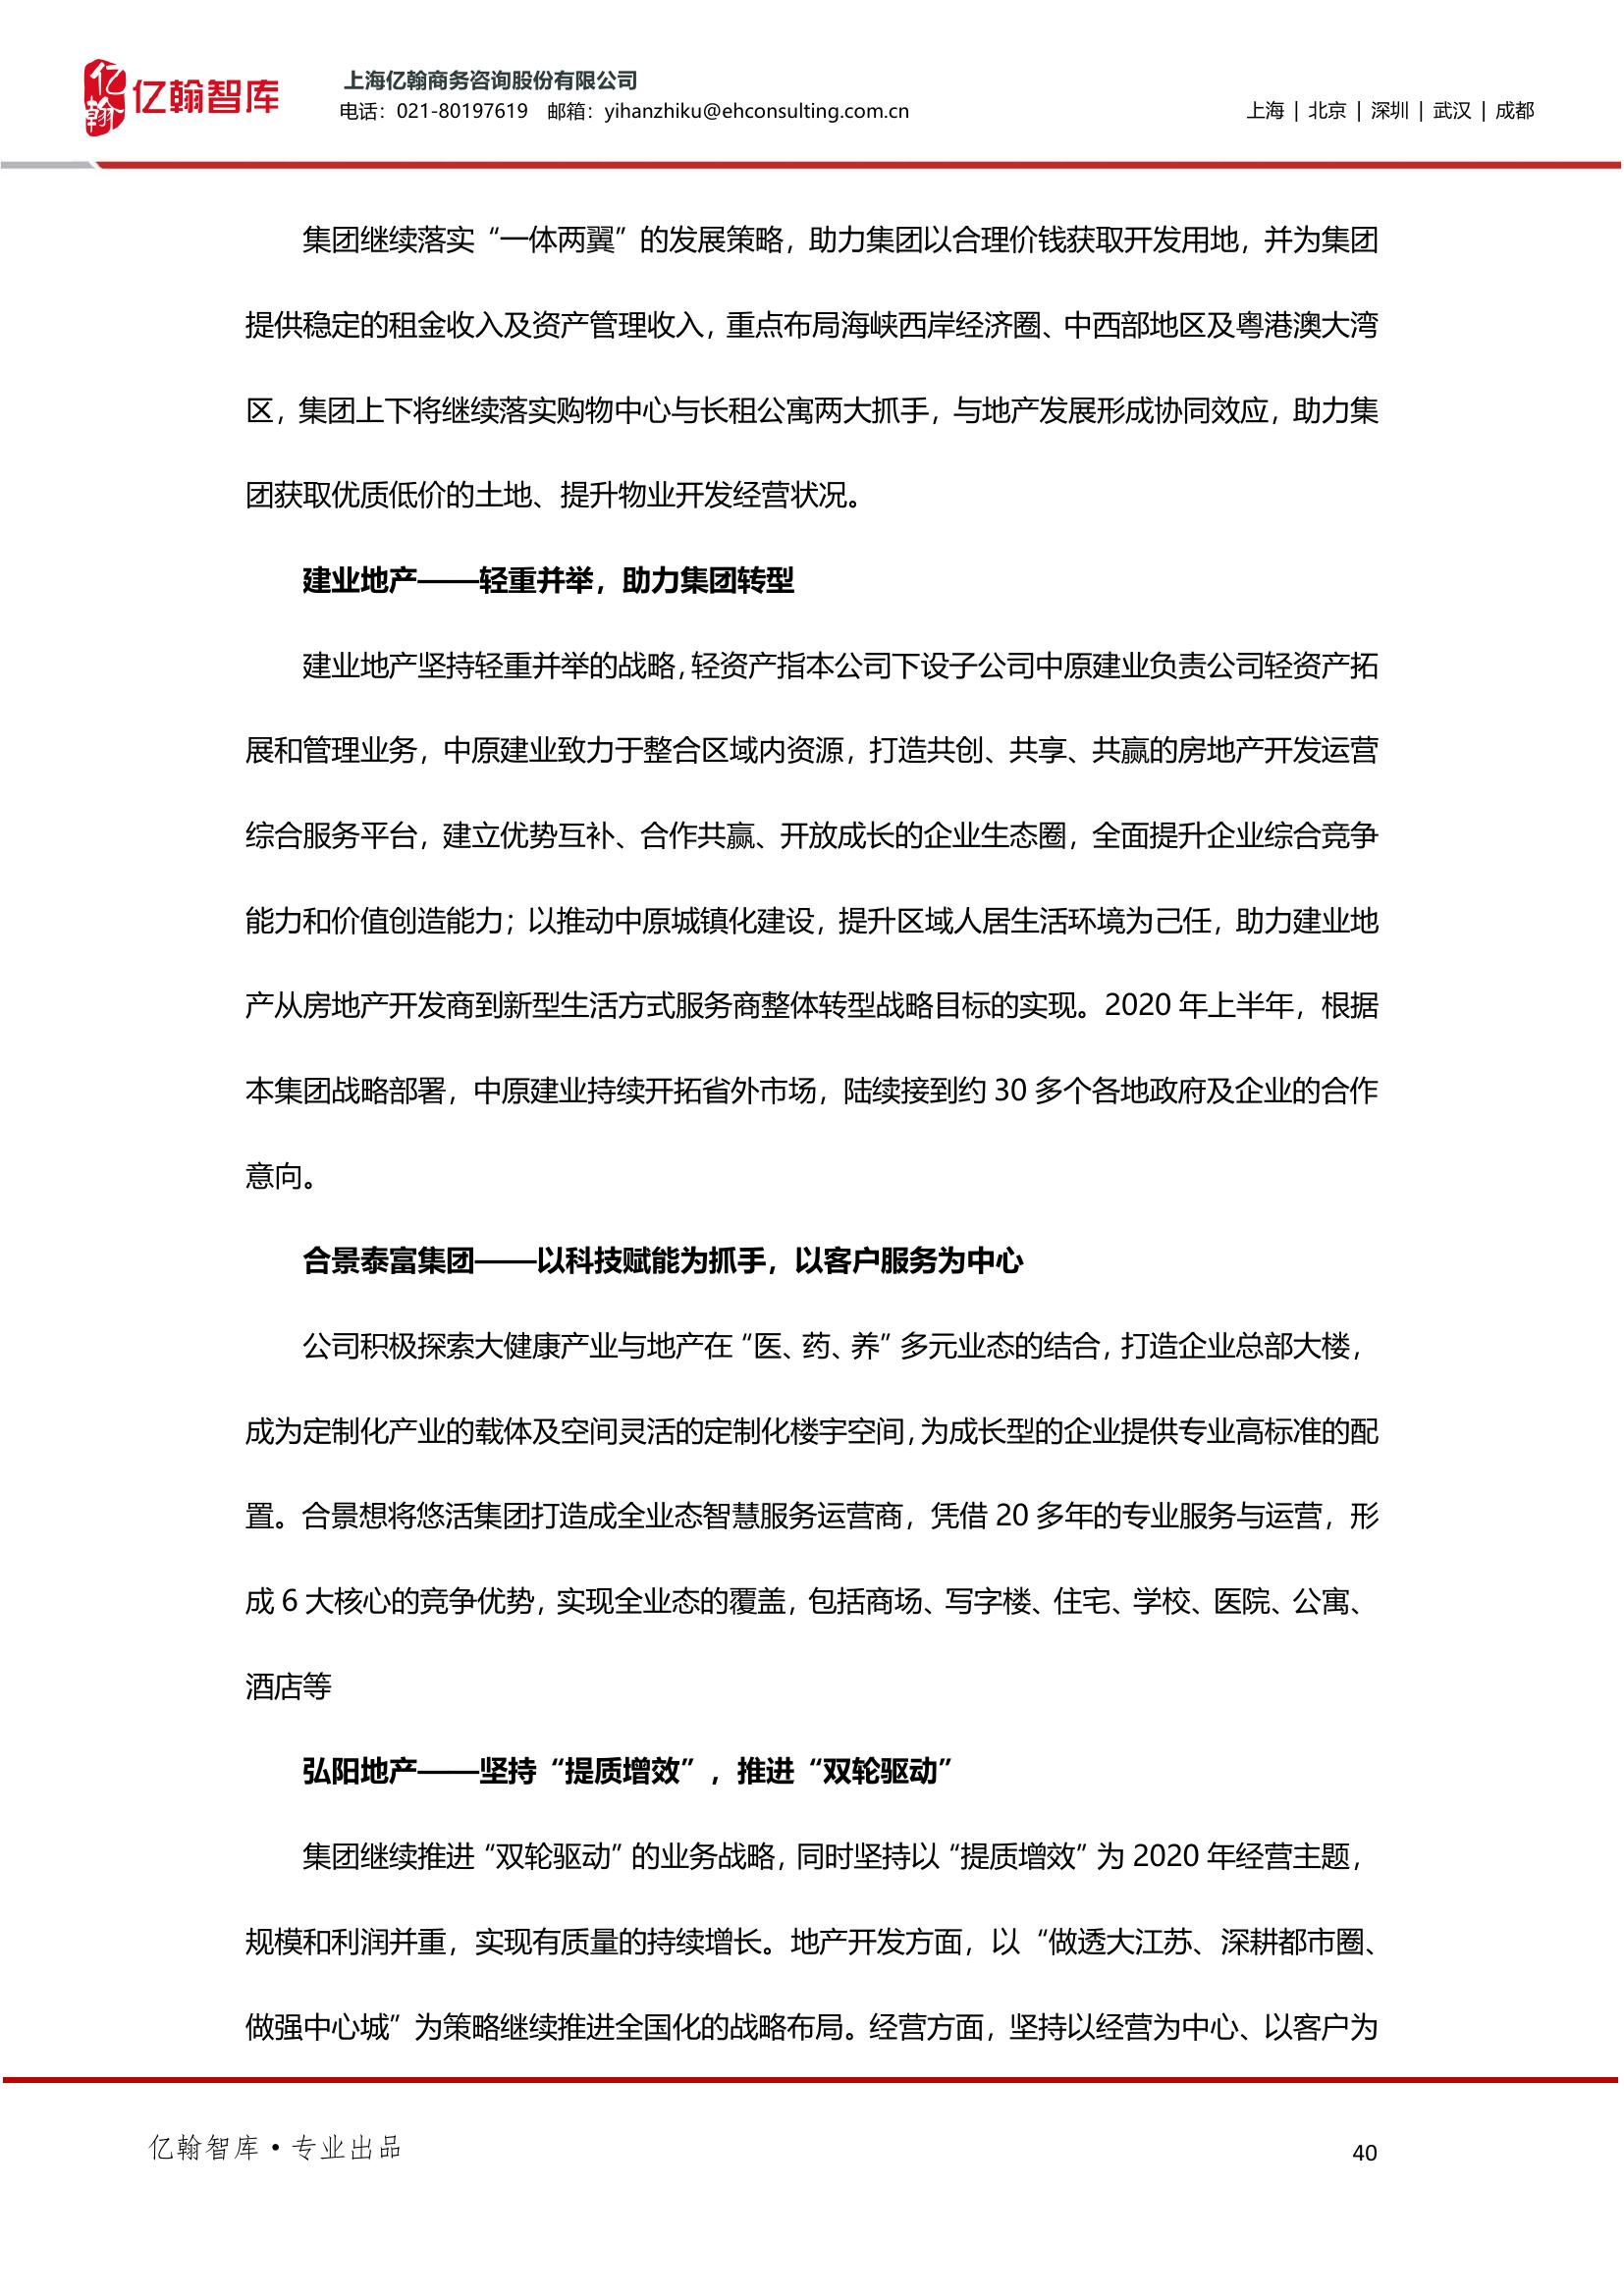 亿翰
亿翰智库
上海亿翰商务咨询股份有限公司
电话：021-80197619 邮箱：yihanzhiku@ehconsulting.com.cn
上海 | 北京 | 深圳 | 武汉 | 成都
集团继续落实“一体两翼”的发展策略，助力集团以合理价钱获取开发用地，并为集团
提供稳定的租金收入及资产管理收入，重点布局海峡西岸经济圈、中西部地区及粤港澳大湾
区，集团上下将继续落实购物中心与长租公寓两大抓手，与地产发展形成协同效应，助力集
团获取优质低价的土地、提升物业开发经营状况。
建业地产——轻重并举，助力集团转型
建业地产坚持轻重并举的战略，轻资产指本公司下设子公司中原建业负责公司轻资产拓
展和管理业务，中原建业致力于整合区域内资源，打造共创、共享、共赢的房地产开发运营
综合服务平台，建立优势互补、合作共赢、开放成长的企业生态圈，全面提升企业综合竞争
能力和价值创造能力；以推动中原城镇化建设，提升区域人居生活环境为己任，助力建业地
产从房地产开发商到新型生活方式服务商整体转型战略目标的实现。2020 年上半年，根据
本集团战略部署，中原建业持续开拓省外市场，陆续接到约 30 多个各地政府及企业的合作
意向。
合景泰富集团——以科技赋能为抓手，以客户服务为中心
公司积极探索大健康产业与地产在“医、药、养”多元业态的结合，打造企业总部大楼，
成为定制化产业的载体及空间灵活的定制化楼宇空间，为成长型的企业提供专业高标准的配
置。合景想将悠活集团打造成全业态智慧服务运营商，凭借 20 多年的专业服务与运营，形
成 6 大核心的竞争优势，实现全业态的覆盖，包括商场、写字楼、住宅、学校、医院、公寓、
酒店等
弘阳地产——坚持“提质增效”，推进“双轮驱动”
集团继续推进“双轮驱动”的业务战略，同时坚持以“提质增效”为 2020 年经营主题，
规模和利润并重，实现有质量的持续增长。地产开发方面，以“做透大江苏、深耕都市圈、
做强中心城”为策略继续推进全国化的战略布局。经营方面，坚持以经营为中心、以客户为
亿翰智库·专业出品
40